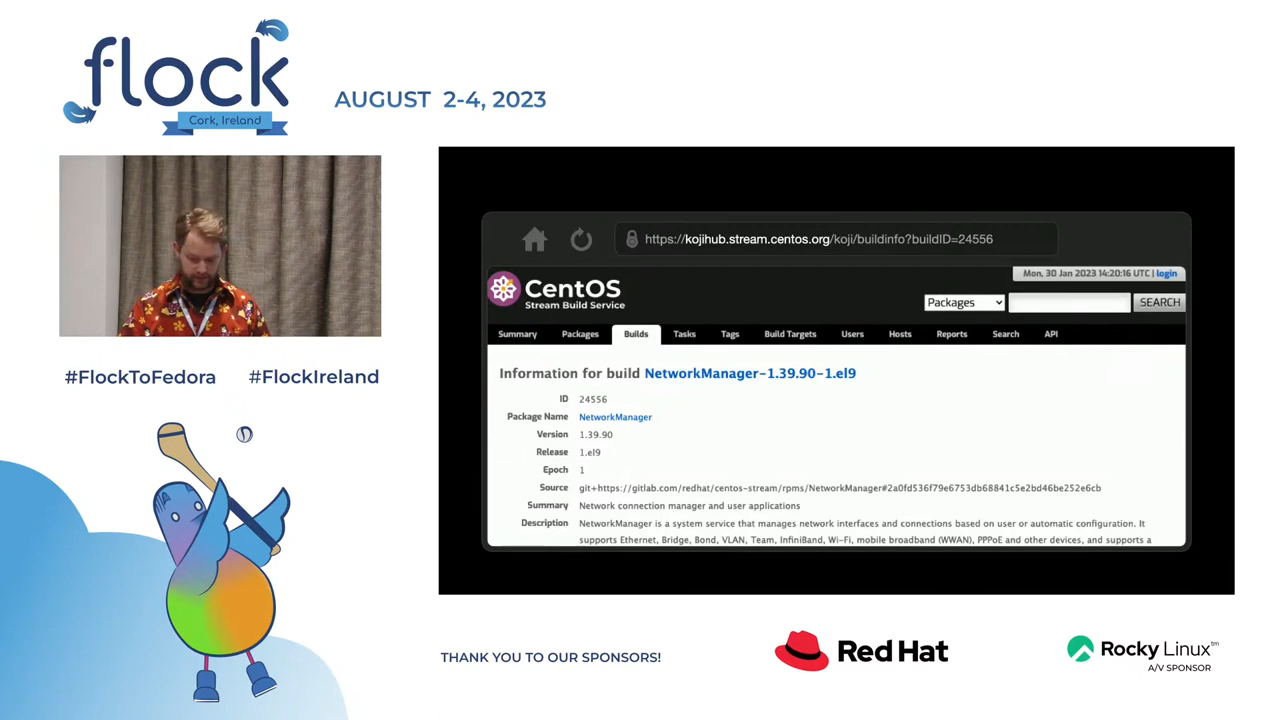 flock
Cork, Ireland
AUGUST 2-4, 2023
#FlockToFedora #FlockIreland
https://kojihub.stream.centos.org/koji/buildinfo?buildID=24556
Mon, 30 Jan 2023 14:20:16 UTC | login
CentOS
Stream Build Service
Packages SEARCH
Summary Packages Builds Tasks Tags Build Targets Users Hosts Reports Search API
Information for build NetworkManager-1.39.90-1.el9
ID 24556
Package Name NetworkManager
Version 1.39.90
Release 1.el9
Epoch 1
Source git+https://gitlab.com/redhat/centos-stream/rpms/NetworkManager#2a0fd536f79e6753db68841c5e2bd46be252e6cb
Summary Network connection manager and user applications
Description NetworkManager is a system service that manages network interfaces and connections based on user or automatic configuration. It
supports Ethernet, Bridge, Bond, VLAN, Team, InfiniBand, Wi-Fi, mobile broadband (WWAN), PPPoE and other devices, and supports a
THANK YOU TO OUR SPONSORS!
Red Hat
Rocky Linux™
A/V SPONSOR